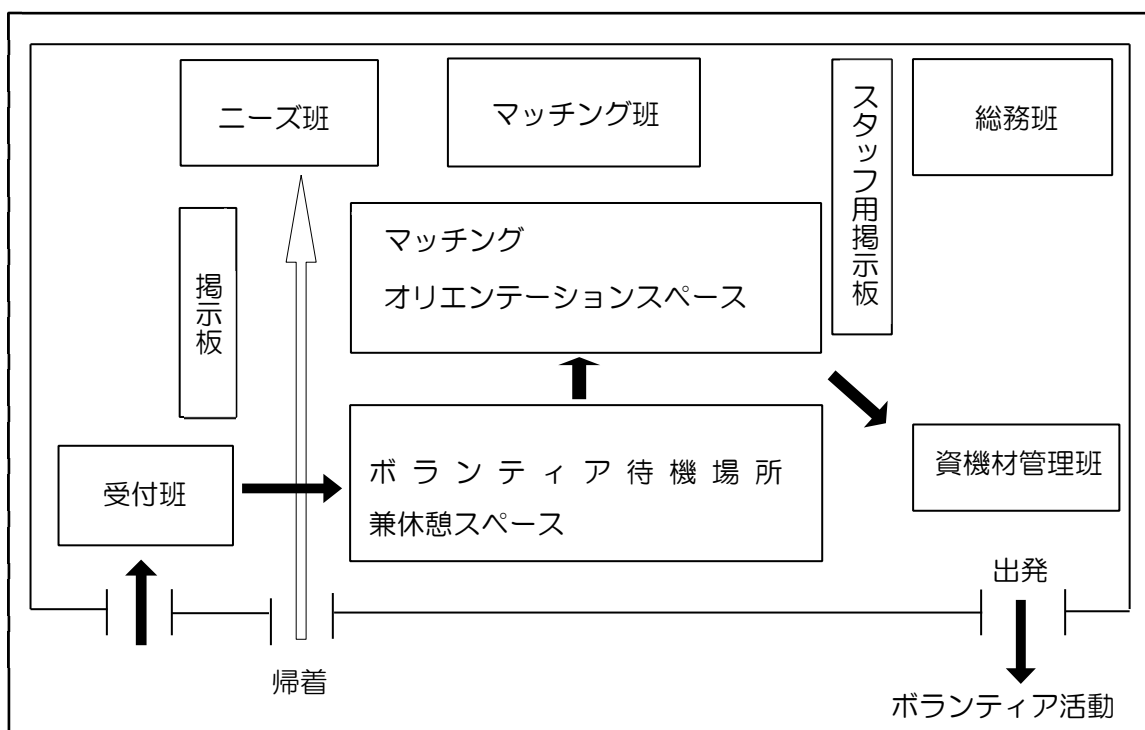 ニーズ班
マッチング班
スタッフ用掲示板
総務班
マッチング
オリエンテーションスペース
掲示板
ボランティア待機場所
兼休憩スペース
受付班
資機材管理班
出発
帰着
ボランティア活動